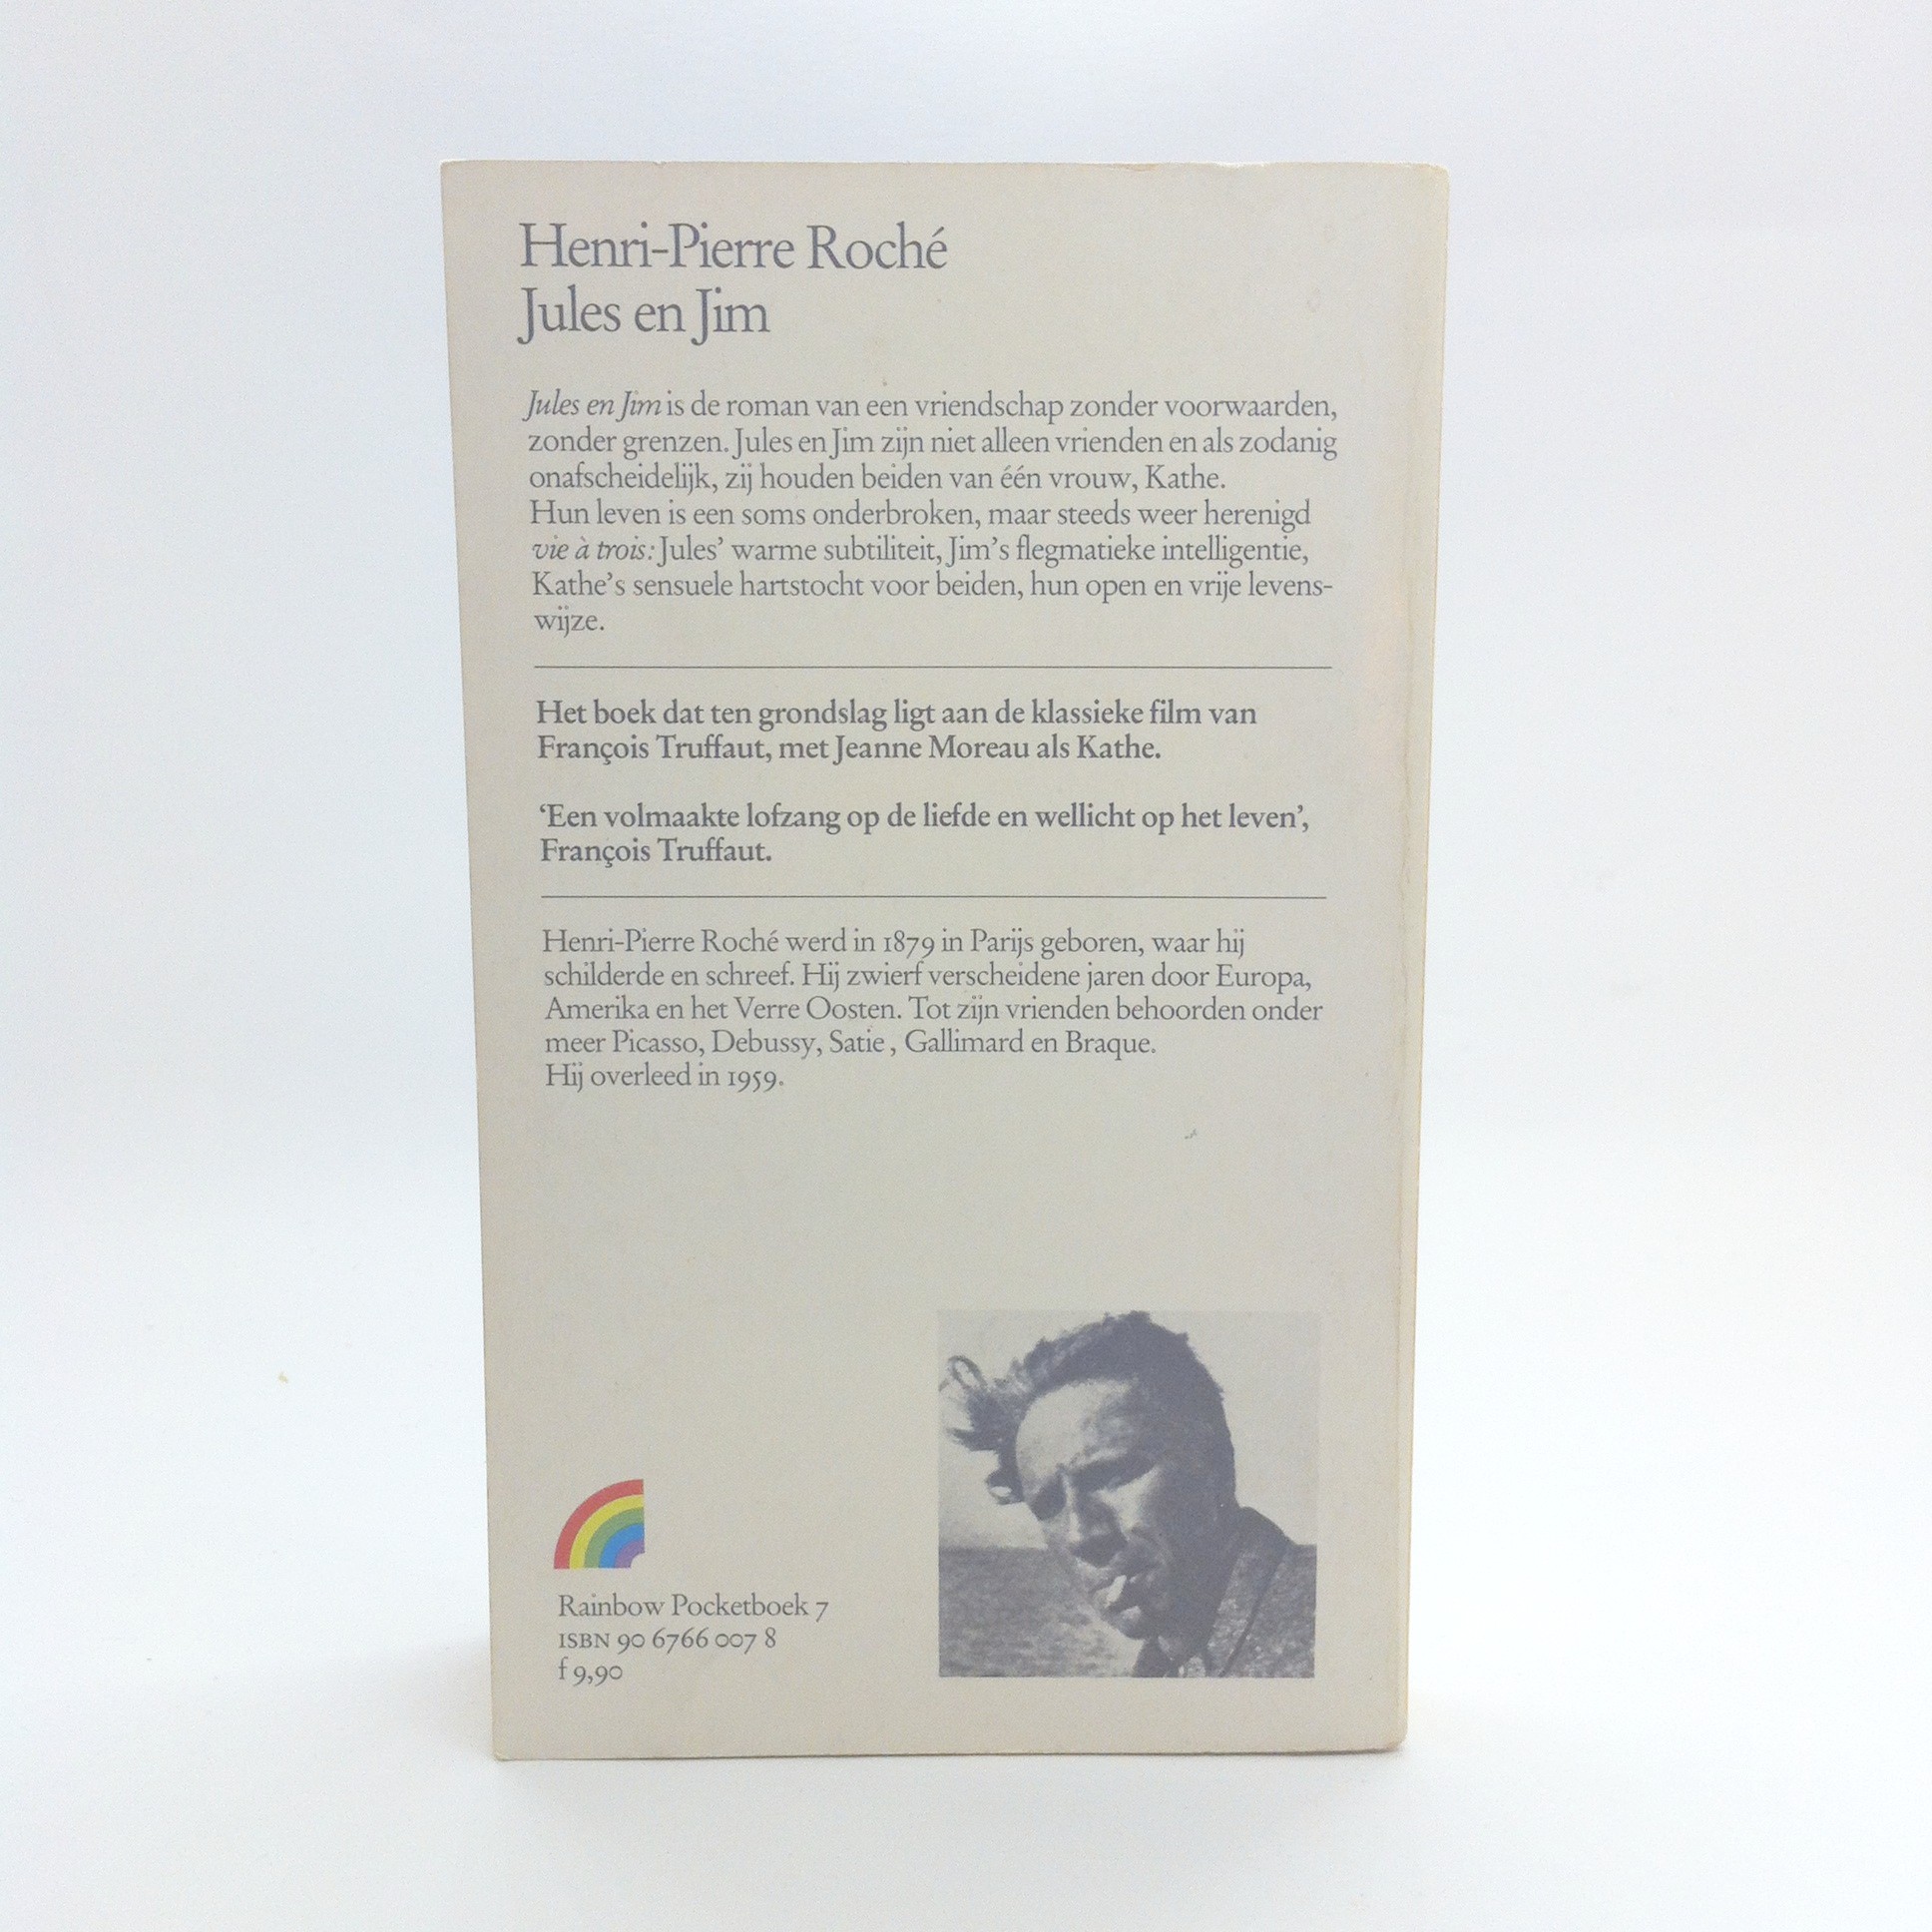 Henri-Pierre Roché
Jules en Jim
Jules en Jim is de roman van een vriendschap zonder voorwaarden,
zonder grenzen. Jules en Jim zijn niet alleen vrienden en als zodanig
onafscheidelijk, zij houden beiden van één vrouw, Kathe.
Hun leven is een soms onderbroken, maar steeds weer herenigd
vie à trois: Jules’ warme subtiliteit, Jim’s flegmatieke intelligentie,
Kathe’s sensuele hartstocht voor beiden, hun open en vrije levens-
wijze.
Het boek dat ten grondslag ligt aan de klassieke film van
François Truffaut, met Jeanne Moreau als Kathe.
‘Een volmaakte lofzang op de liefde en wellicht op het leven’,
François Truffaut.
Henri-Pierre Roché werd in 1879 in Parijs geboren, waar hij
schilderde en schreef. Hij zwierf verscheidene jaren door Europa,
Amerika en het Verre Oosten. Tot zijn vrienden behoorden onder
meer Picasso, Debussy, Satie , Gallimard en Braque.
Hij overleed in 1959.
Rainbow Pocketboek 7
ISBN 90 6766 007 8
f 9,90